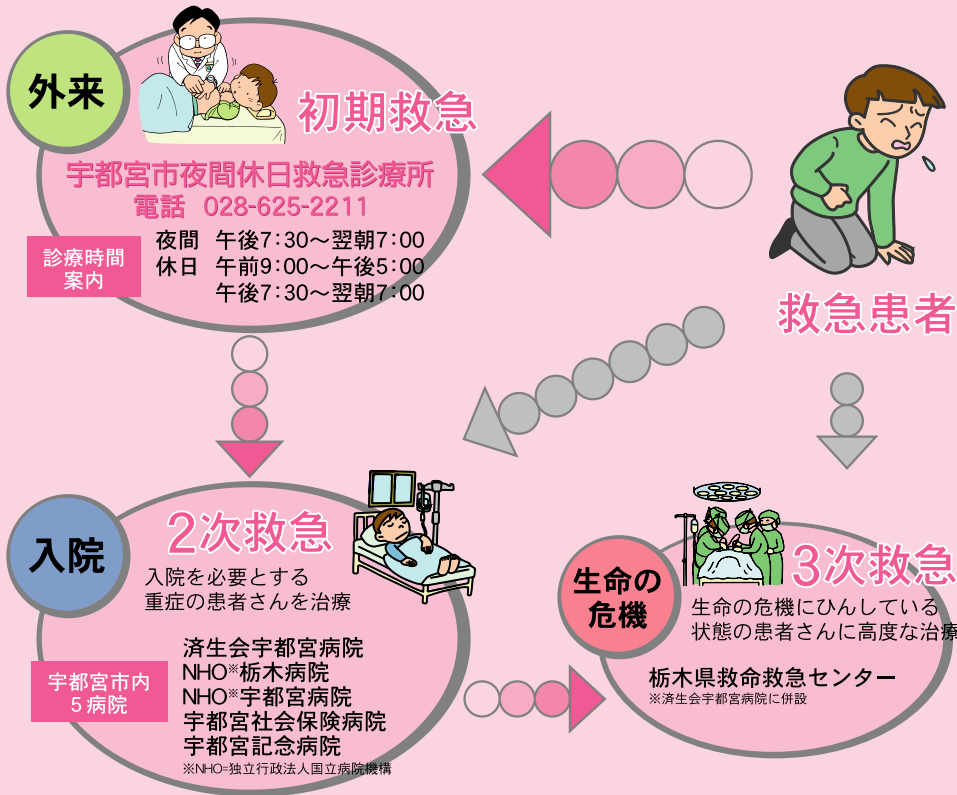 外来
初期救急
宇都宮市夜間休日救急診療所
電話 028-625-2211
診療時間
案内
夜間 午後7：30～翌朝7：00
休日 午前9：00～午後5：00
午後7：30～翌朝7：00
救急患者
入院
2次救急
入院を必要とする
重症の患者さんを治療
宇都宮市内
5病院
済生会宇都宮病院
NHO※栃木病院
NHO※宇都宮病院
宇都宮社会保険病院
宇都宮記念病院
※NHO=独立行政法人国立病院機構
生命の
危機
3次救急
生命の危機にひんしている
状態の患者さんに高度な治療
栃木県救命救急センター
※済生会宇都宮病院に併設